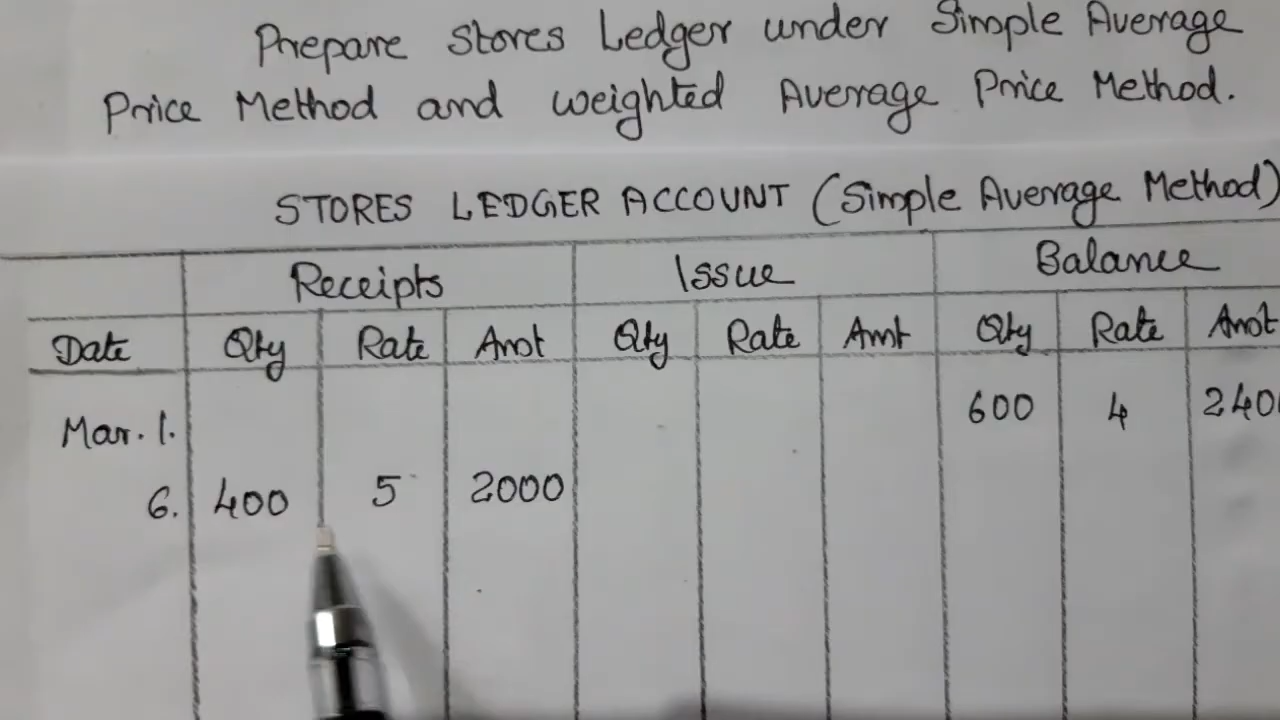 Prepare Stores Ledger under Simple Average
Price Method and weighted Average Price Method.
STORES LEDGER ACCOUNT (Simple Average Method)
Receipts Issue Balance
Date Qty Rate Amt Qty Rate Amt Qty Rate Amt
Mar. 1. 600 4 240
6. 400 5 2000